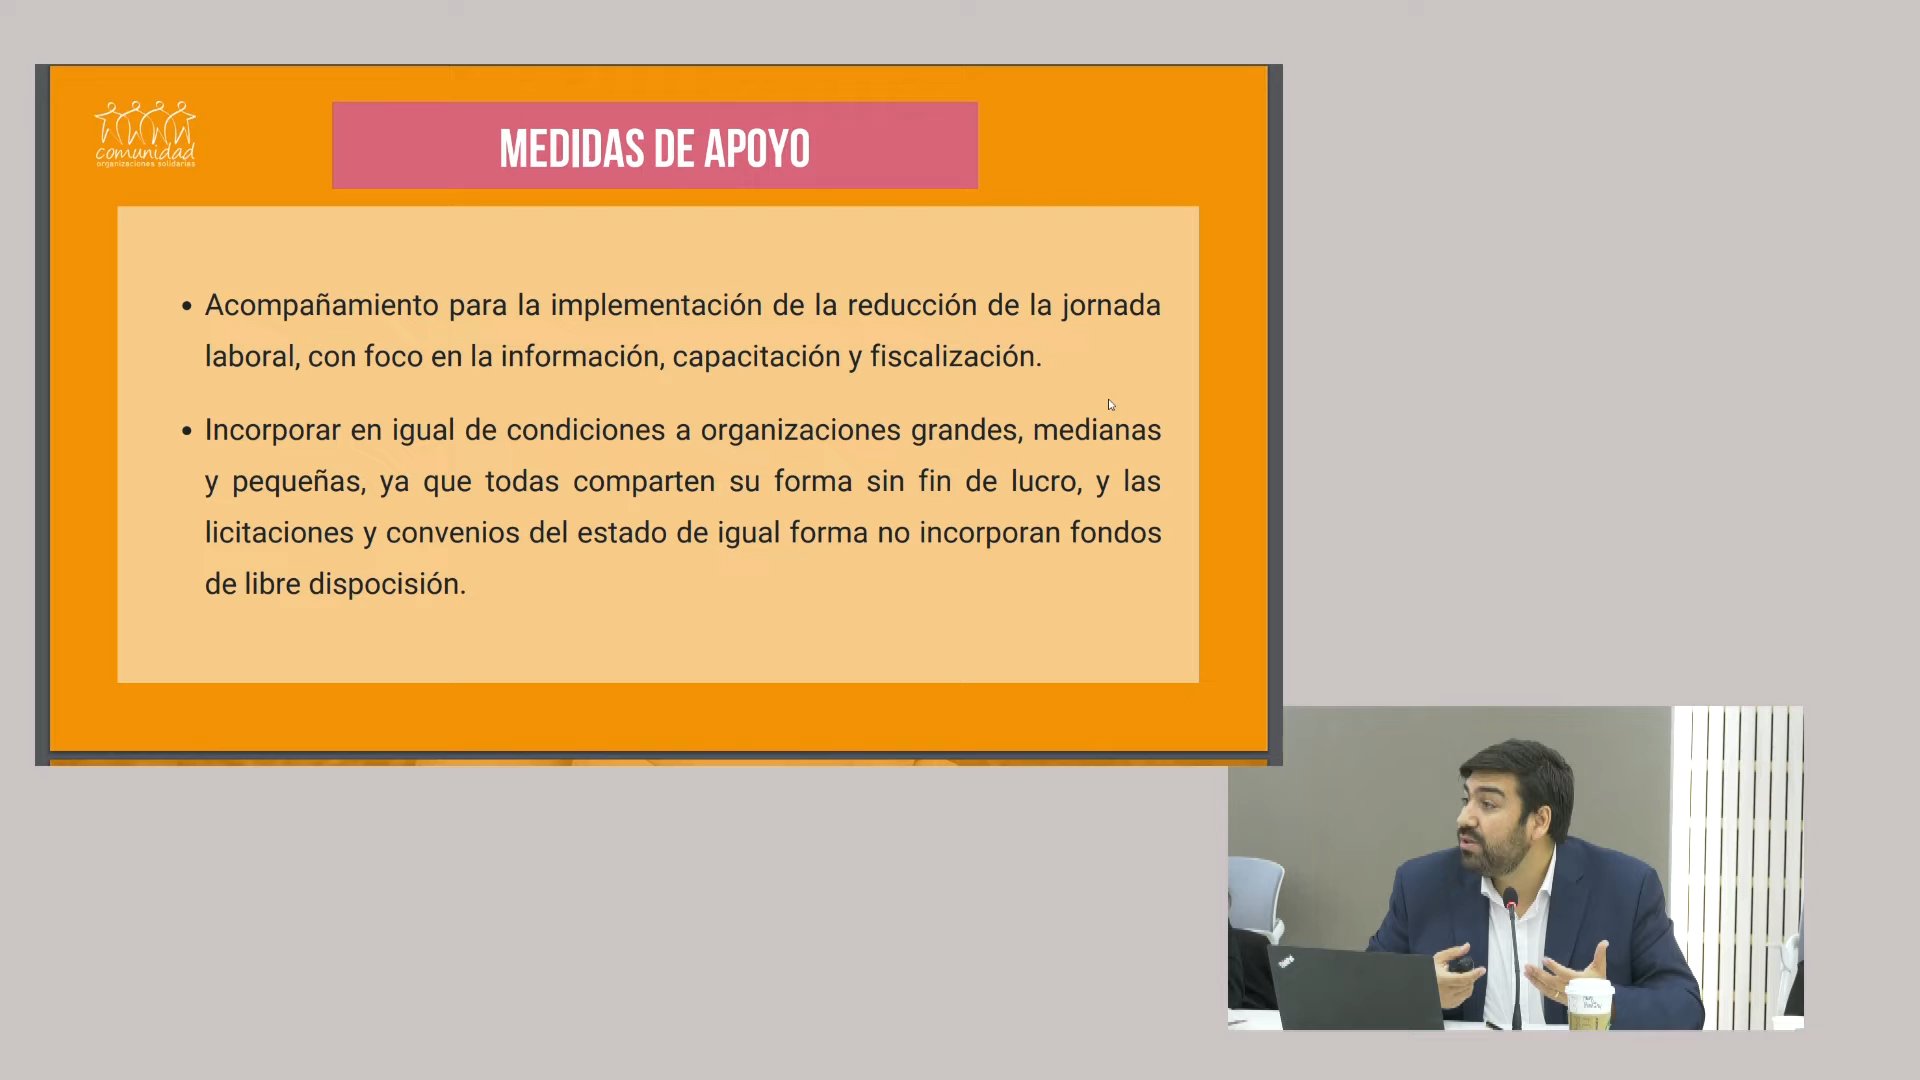 comunidad
organizaciones solidarias
MEDIDAS DE APOYO
• Acompañamiento para la implementación de la reducción de la jornada
laboral, con foco en la información, capacitación y fiscalización.
• Incorporar en igual de condiciones a organizaciones grandes, medianas
y pequeñas, ya que todas comparten su forma sin fin de lucro, y las
licitaciones y convenios del estado de igual forma no incorporan fondos
de libre dispocisión.